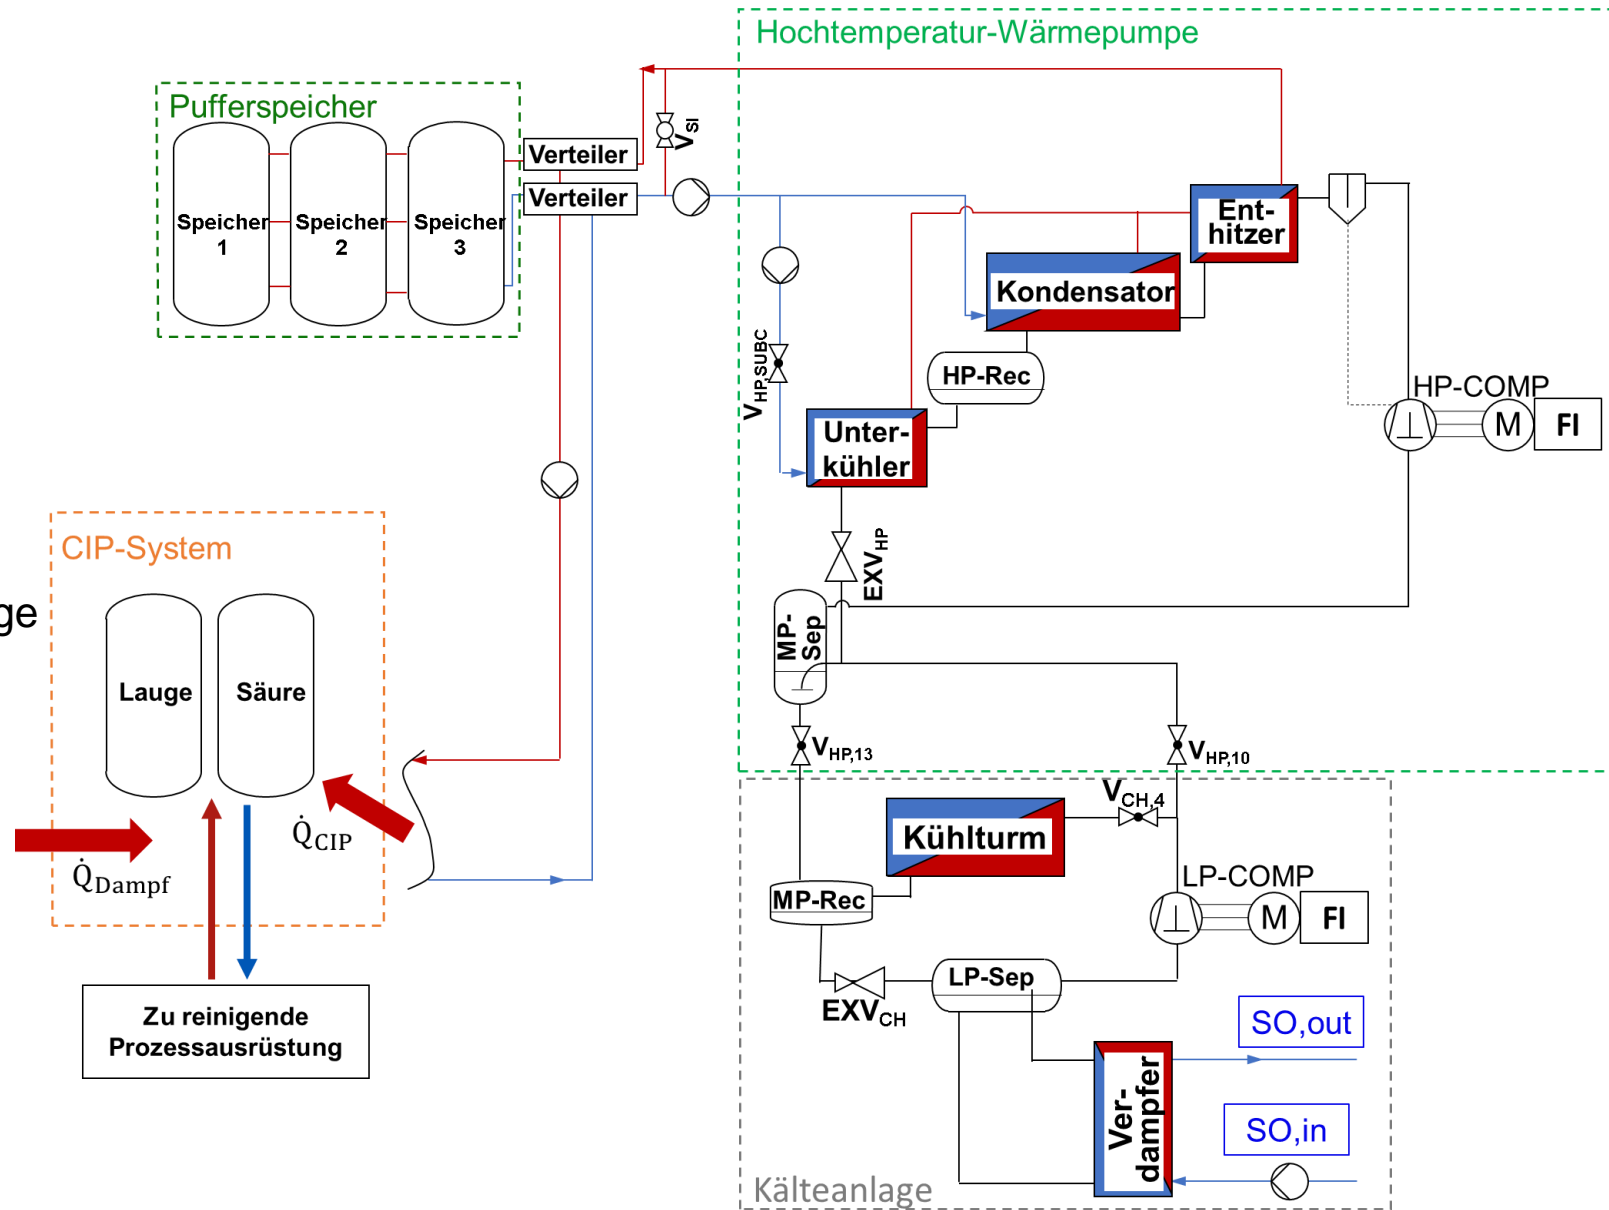 Hochtemperatur-Wärmepumpe
Pufferspeicher
Speicher
1
Speicher
2
Speicher
3
Verteiler
Verteiler
V_SI
Ent-
hitzer
Kondensator
HP-Rec
V_HP,SUBC
Unter-
kühler
HP-COMP
M
FI
EXV_HP
MP-
Sep
V_HP,13
V_HP,10
CIP-System
ge
Lauge
Säure
Q̇_CIP
Q̇_Dampf
Zu reinigende
Prozessausrüstung
V_CH,4
Kühlturm
MP-Rec
LP-COMP
M
FI
LP-Sep
EXV_CH
SO,out
Ver-
dampfer
SO,in
Kälteanlage